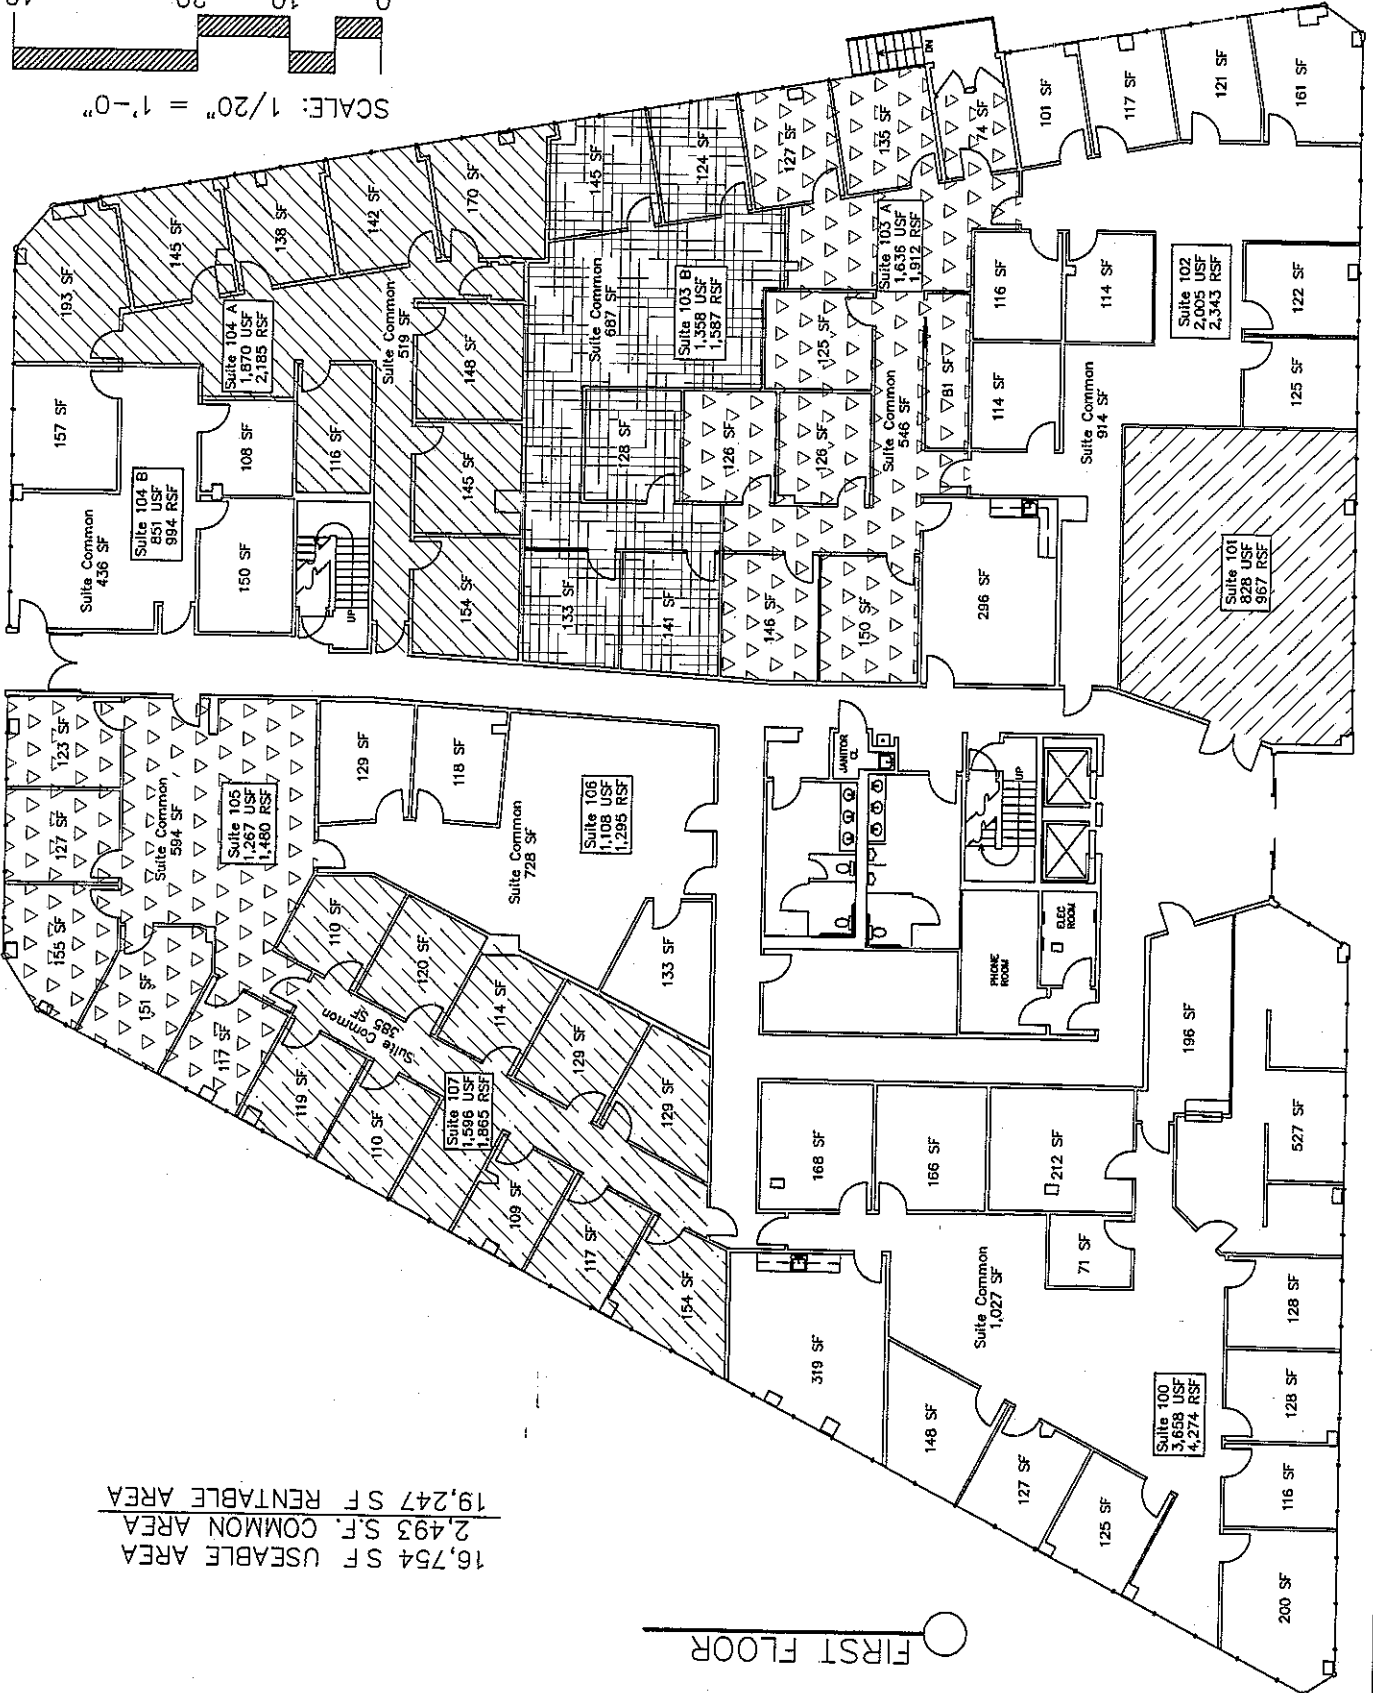 FIRST FLOOR
16,754 S F USEABLE AREA
2,493 S.F. COMMON AREA
19,247 S F RENTABLE AREA
SCALE: 1/20" = 1'-0"
0
10
20
40
193 SF
145 SF
138 SF
142 SF
170 SF
Suite 104 A
1,870 USF
2,185 RSF
Suite Common
519 SF
148 SF
145 SF
154 SF
116 SF
157 SF
Suite 104 B
851 USF
994 RSF
108 SF
150 SF
Suite Common
436 SF
UP
145 SF
124 SF
Suite Common
687 SF
Suite 103 B
1,358 USF
1,587 RSF
128 SF
133 SF
141 SF
127 SF
135 SF
74 SF
DN
Suite 103 A
1,636 USF
1,912 RSF
125 SF
126 SF
126 SF
Suite Common
546 SF
81 SF
146 SF
150 SF
101 SF
117 SF
121 SF
161 SF
116 SF
114 SF
114 SF
Suite 102
2,005 USF
2,343 RSF
122 SF
125 SF
Suite Common
914 SF
296 SF
Suite 101
828 USF
967 RSF
123 SF
127 SF
155 SF
151 SF
117 SF
Suite Common
594 SF
Suite 105
1,267 USF
1,480 RSF
129 SF
118 SF
Suite Common
728 SF
Suite 106
1,108 USF
1,295 RSF
133 SF
110 SF
120 SF
114 SF
129 SF
129 SF
Suite Common
385 SF
119 SF
110 SF
Suite 107
1,596 USF
1,865 RSF
109 SF
117 SF
154 SF
JANITOR
CL
UP
PHONE
ROOM
ELEC
ROOM
196 SF
527 SF
168 SF
166 SF
212 SF
71 SF
Suite Common
1,027 SF
319 SF
148 SF
127 SF
125 SF
Suite 100
3,658 USF
4,274 RSF
128 SF
128 SF
116 SF
200 SF